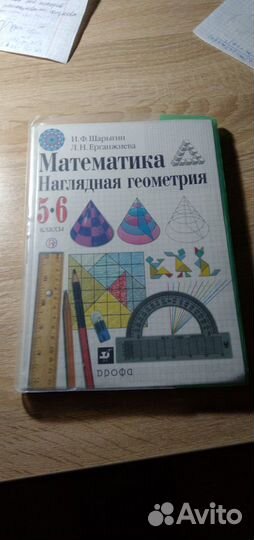 И.Ф.Шарыгин
Л.Н.Ерганжиева
Математика
Наглядная геометрия
5·6
классы
дрофа
Avito